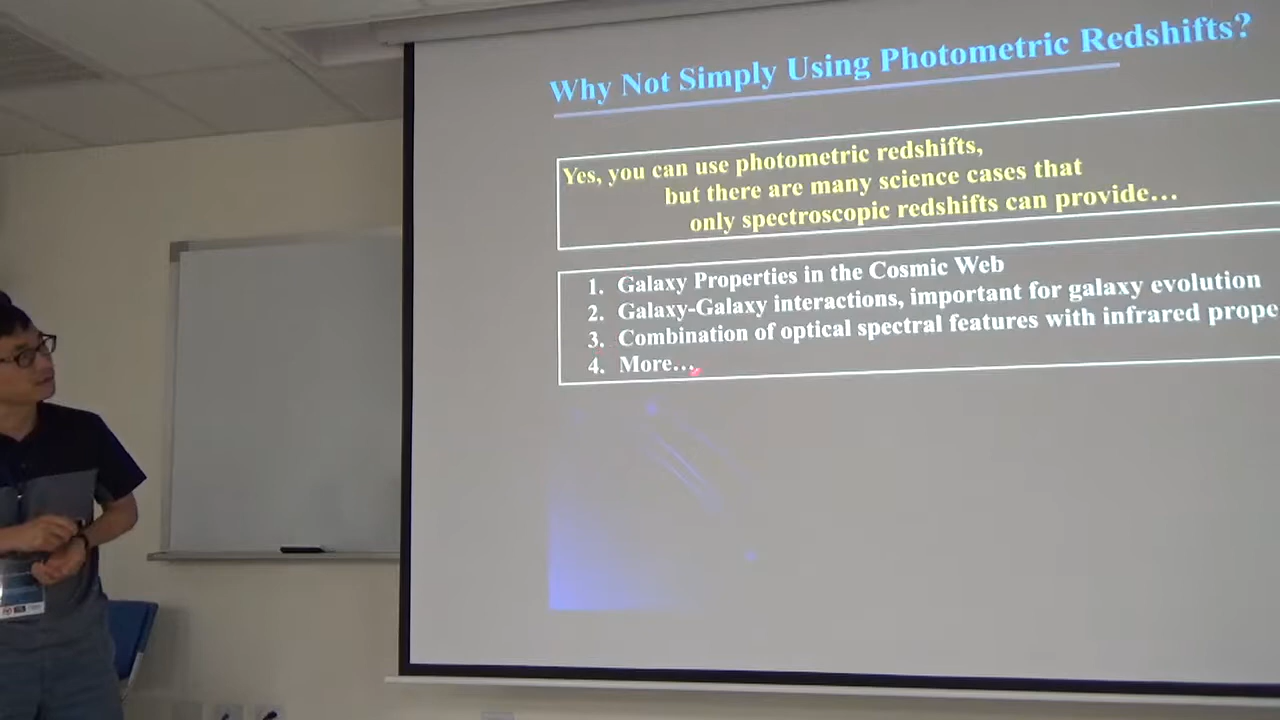 Why Not Simply Using Photometric Redshifts?
Yes, you can use photometric redshifts,
but there are many science cases that
only spectroscopic redshifts can provide…
1. Galaxy Properties in the Cosmic Web
2. Galaxy-Galaxy interactions, important for galaxy evolution
3. Combination of optical spectral features with infrared prope
4. More…